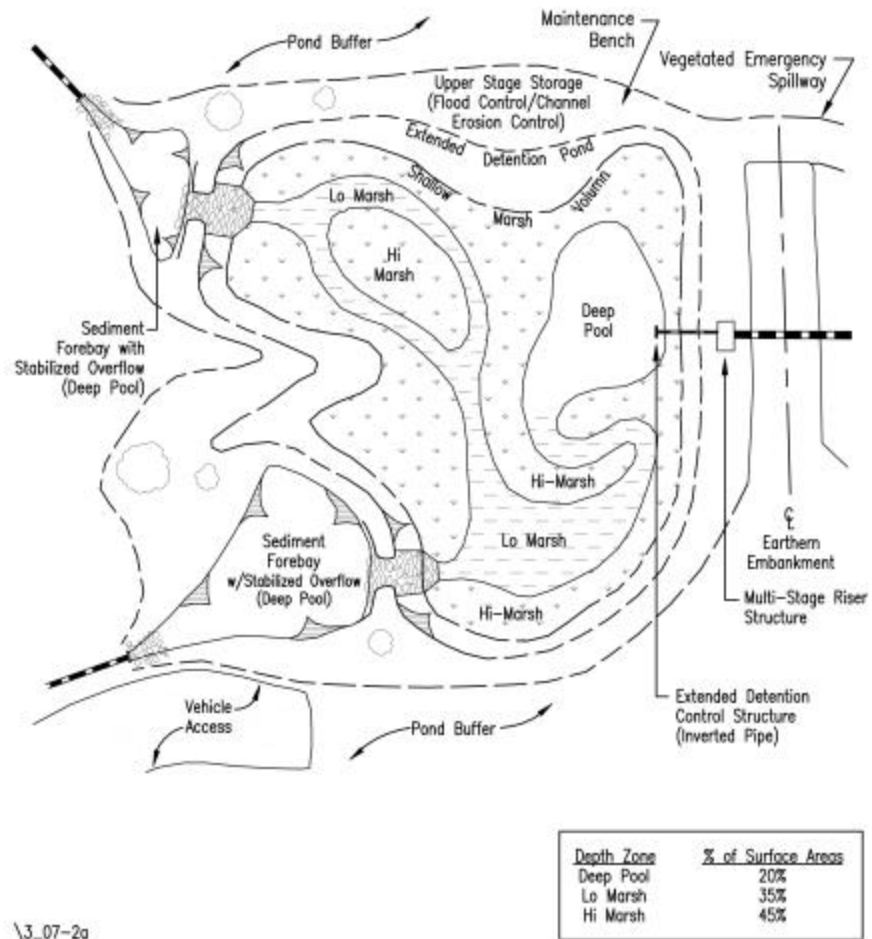 Maintenance
Bench
Pond Buffer
Vegetated Emergency
Spillway
Upper Stage Storage
(Flood Control/Channel
Erosion Control)
Extended Detention Pond
Shallow Marsh Volumn
Lo Marsh
Hi
Marsh
Deep
Pool
Sediment
Forebay with
Stabilized Overflow
(Deep Pool)
Hi-Marsh
Lo Marsh
Hi-Marsh
Sediment
Forebay
w/Stabilized Overflow
(Deep Pool)
℄
Earthern
Embankment
Multi-Stage Riser
Structure
Extended Detention
Control Structure
(Inverted Pipe)
Vehicle
Access
Pond Buffer
Depth Zone % of Surface Areas
Deep Pool 20%
Lo Marsh 35%
Hi Marsh 45%
\3_07-2a